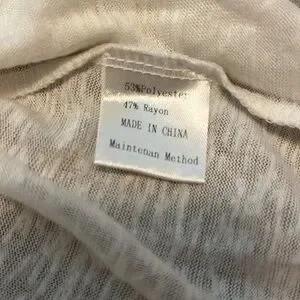 53%Polyester
47% Rayon
MADE IN CHINA
Maintenan Method